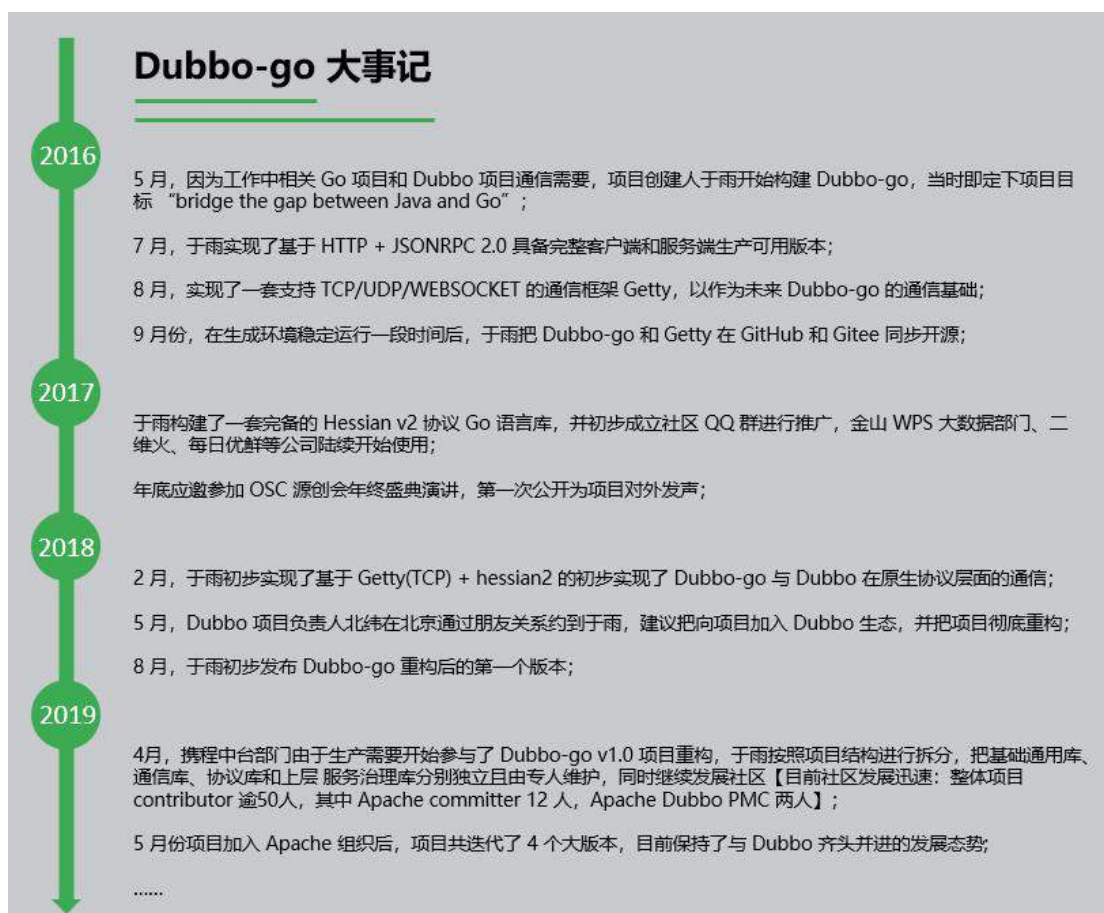 Dubbo-go 大事记
2016
5 月，因为工作中相关 Go 项目和 Dubbo 项目通信需要，项目创建人于雨开始构建 Dubbo-go，当时即定下项目目
标 “bridge the gap between Java and Go”；
7 月，于雨实现了基于 HTTP + JSONRPC 2.0 具备完整客户端和服务端生产可用版本；
8 月，实现了一套支持 TCP/UDP/WEBSOCKET 的通信框架 Getty，以作为未来 Dubbo-go 的通信基础；
9 月份，在生成环境稳定运行一段时间后，于雨把 Dubbo-go 和 Getty 在 GitHub 和 Gitee 同步开源；
2017
于雨构建了一套完备的 Hessian v2 协议 Go 语言库，并初步成立社区 QQ 群进行推广，金山 WPS 大数据部门、二
维火、每日优鲜等公司陆续开始使用；
年底应邀参加 OSC 源创会年终盛典演讲，第一次公开为项目对外发声；
2018
2 月，于雨初步实现了基于 Getty(TCP) + hessian2 的初步实现了 Dubbo-go 与 Dubbo 在原生协议层面的通信；
5 月，Dubbo 项目负责人北纬在北京通过朋友关系约到于雨，建议把向项目加入 Dubbo 生态，并把项目彻底重构；
8 月，于雨初步发布 Dubbo-go 重构后的第一个版本；
2019
4月，携程中台部门由于生产需要开始参与了 Dubbo-go v1.0 项目重构，于雨按照项目结构进行拆分，把基础通用库、
通信库、协议库和上层 服务治理库分别独立且由专人维护，同时继续发展社区【目前社区发展迅速：整体项目
contributor 逾50人，其中 Apache committer 12 人，Apache Dubbo PMC 两人】；
5 月份项目加入 Apache 组织后，项目共迭代了 4 个大版本，目前保持了与 Dubbo 齐头并进的发展态势;
......